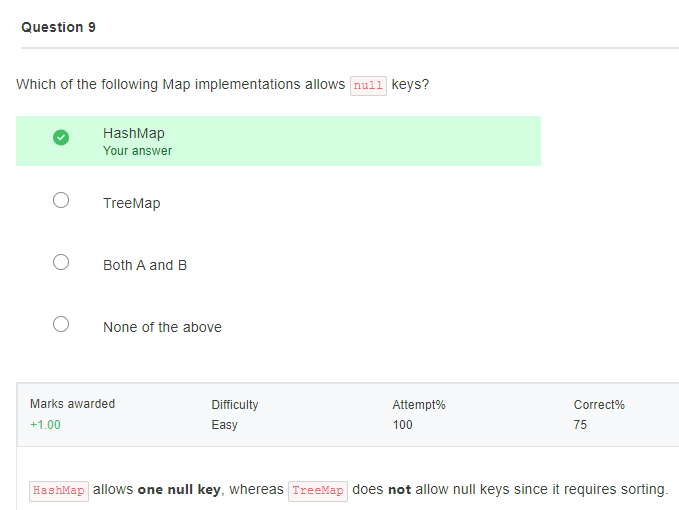 Question 9
Which of the following Map implementations allows null keys?
HashMap
Your answer
TreeMap
Both A and B
None of the above
Marks awarded Difficulty Attempt% Correct%
+1.00 Easy 100 75
HashMap allows one null key, whereas TreeMap does not allow null keys since it requires sorting.